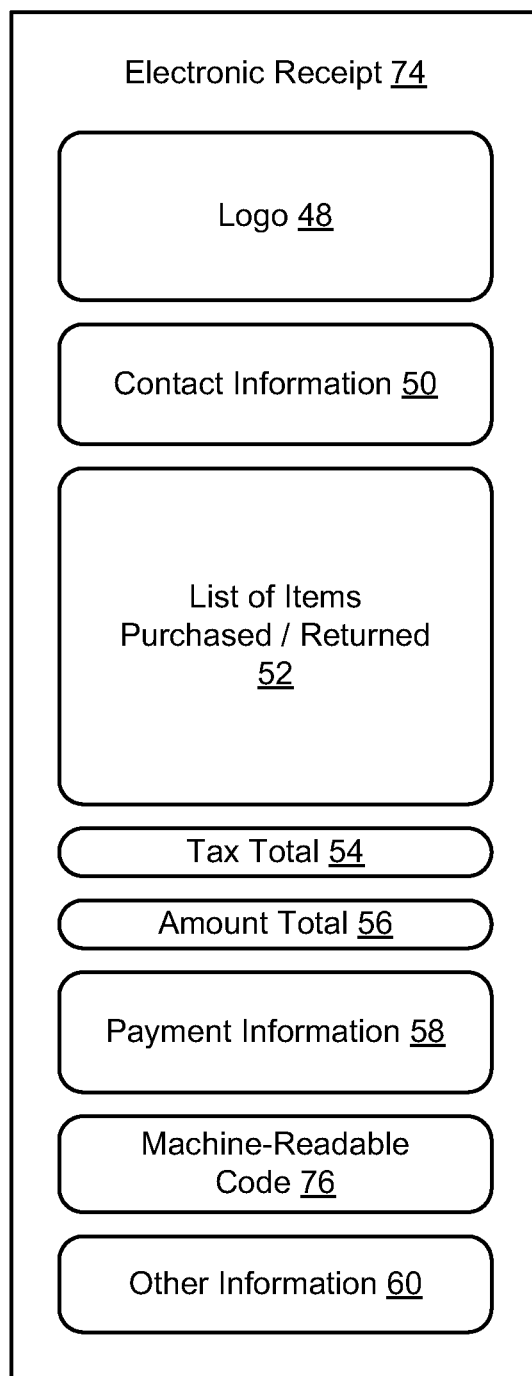 Electronic Receipt 74
Logo 48
Contact Information 50
List of Items
Purchased / Returned
52
Tax Total 54
Amount Total 56
Payment Information 58
Machine-Readable
Code 76
Other Information 60